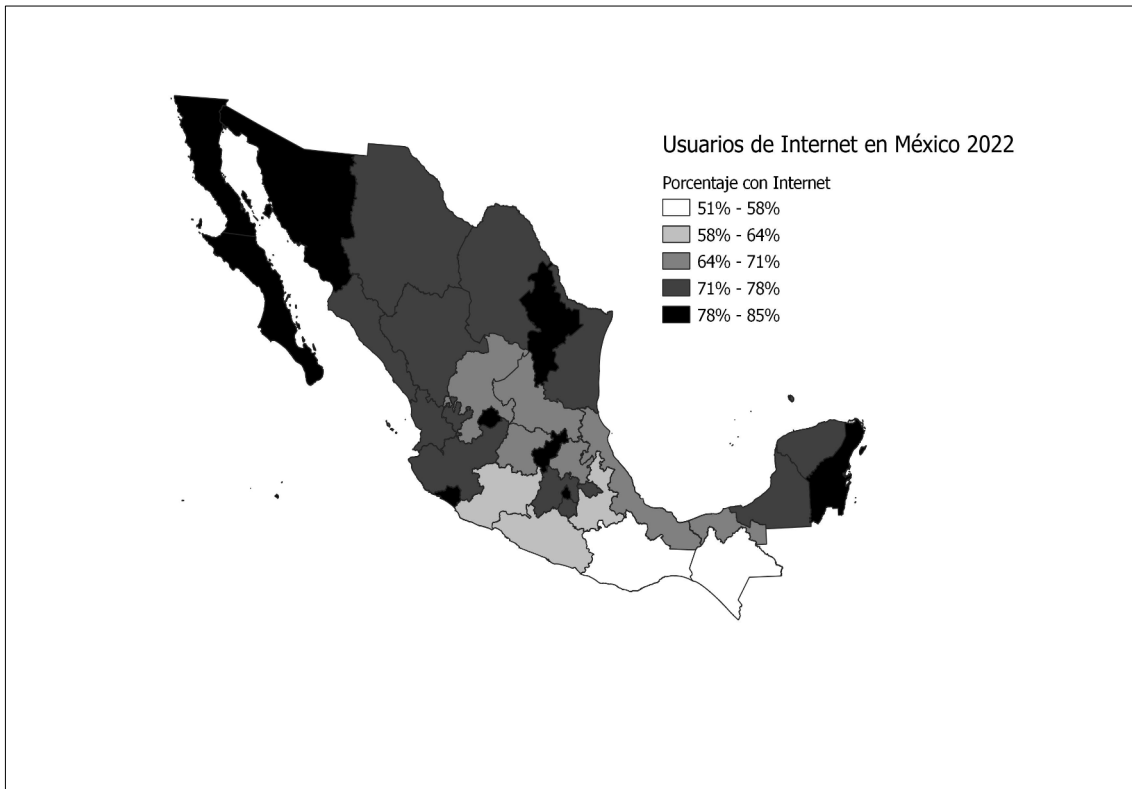 Usuarios de Internet en México 2022
Porcentaje con Internet
51% - 58%
58% - 64%
64% - 71%
71% - 78%
78% - 85%